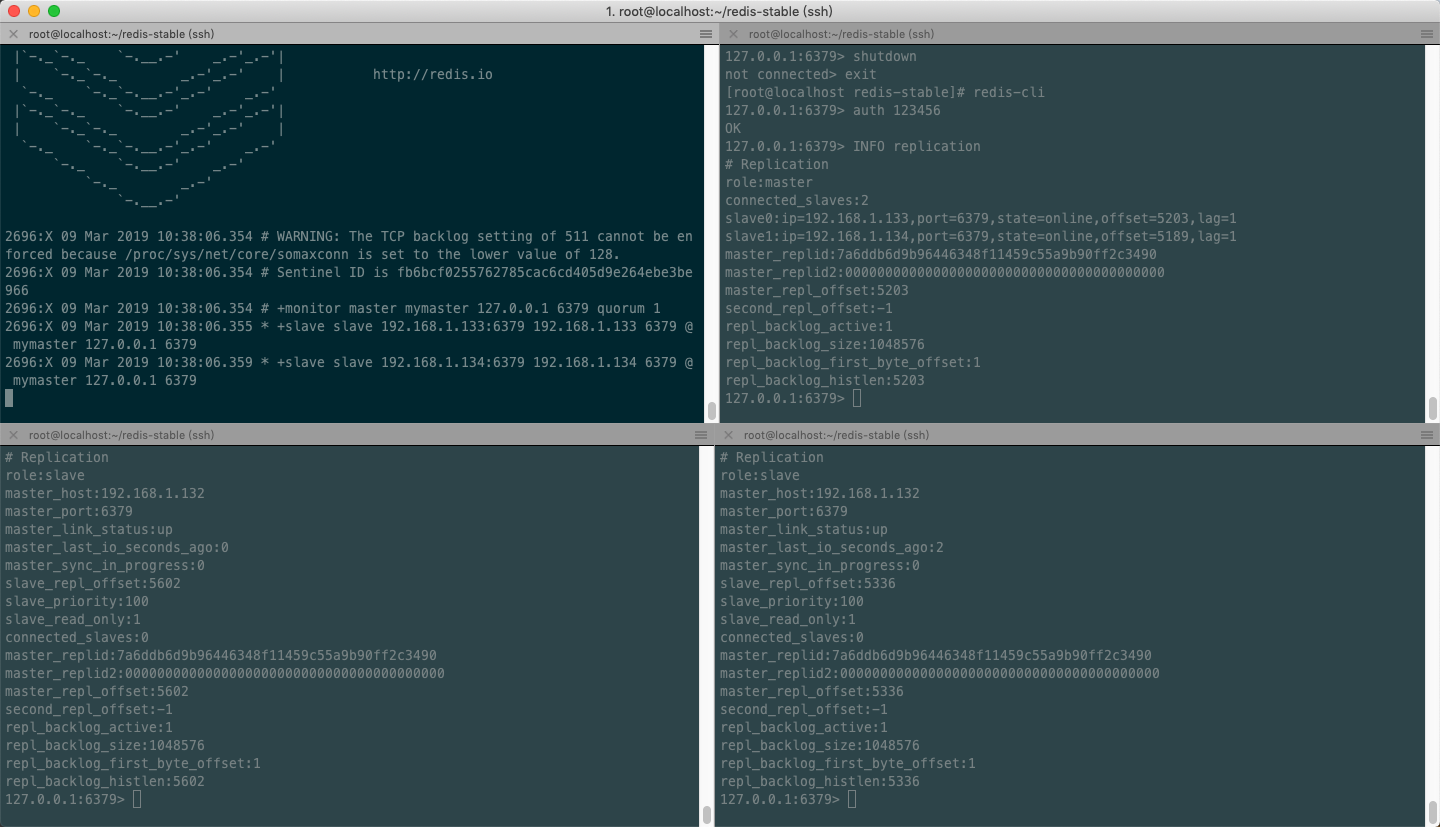 1. root@localhost:~/redis-stable (ssh)
root@localhost:~/redis-stable (ssh)
|`-._`-._    `-.__.-'    _.-'_.-'|
|    `-._`-._        _.-'_.-'    |           http://redis.io
`-._    `-._`-.__.-'_.-'    _.-'
|`-._`-._    `-.__.-'    _.-'_.-'|
|    `-._`-._        _.-'_.-'    |
`-._    `-._`-.__.-'_.-'    _.-'
`-._    `-.__.-'    _.-'
`-._        _.-'
`-.__.-'
2696:X 09 Mar 2019 10:38:06.354 # WARNING: The TCP backlog setting of 511 cannot be en
forced because /proc/sys/net/core/somaxconn is set to the lower value of 128.
2696:X 09 Mar 2019 10:38:06.354 # Sentinel ID is fb6bcf0255762785cac6cd405d9e264ebe3be
966
2696:X 09 Mar 2019 10:38:06.354 # +monitor master mymaster 127.0.0.1 6379 quorum 1
2696:X 09 Mar 2019 10:38:06.355 * +slave slave 192.168.1.133:6379 192.168.1.133 6379 @
mymaster 127.0.0.1 6379
2696:X 09 Mar 2019 10:38:06.359 * +slave slave 192.168.1.134:6379 192.168.1.134 6379 @
mymaster 127.0.0.1 6379
root@localhost:~/redis-stable (ssh)
127.0.0.1:6379> shutdown
not connected> exit
[root@localhost redis-stable]# redis-cli
127.0.0.1:6379> auth 123456
OK
127.0.0.1:6379> INFO replication
# Replication
role:master
connected_slaves:2
slave0:ip=192.168.1.133,port=6379,state=online,offset=5203,lag=1
slave1:ip=192.168.1.134,port=6379,state=online,offset=5189,lag=1
master_replid:7a6ddb6d9b96446348f11459c55a9b90ff2c3490
master_replid2:0000000000000000000000000000000000000000
master_repl_offset:5203
second_repl_offset:-1
repl_backlog_active:1
repl_backlog_size:1048576
repl_backlog_first_byte_offset:1
repl_backlog_histlen:5203
127.0.0.1:6379>
root@localhost:~/redis-stable (ssh)
# Replication
role:slave
master_host:192.168.1.132
master_port:6379
master_link_status:up
master_last_io_seconds_ago:0
master_sync_in_progress:0
slave_repl_offset:5602
slave_priority:100
slave_read_only:1
connected_slaves:0
master_replid:7a6ddb6d9b96446348f11459c55a9b90ff2c3490
master_replid2:0000000000000000000000000000000000000000
master_repl_offset:5602
second_repl_offset:-1
repl_backlog_active:1
repl_backlog_size:1048576
repl_backlog_first_byte_offset:1
repl_backlog_histlen:5602
127.0.0.1:6379>
root@localhost:~/redis-stable (ssh)
# Replication
role:slave
master_host:192.168.1.132
master_port:6379
master_link_status:up
master_last_io_seconds_ago:2
master_sync_in_progress:0
slave_repl_offset:5336
slave_priority:100
slave_read_only:1
connected_slaves:0
master_replid:7a6ddb6d9b96446348f11459c55a9b90ff2c3490
master_replid2:0000000000000000000000000000000000000000
master_repl_offset:5336
second_repl_offset:-1
repl_backlog_active:1
repl_backlog_size:1048576
repl_backlog_first_byte_offset:1
repl_backlog_histlen:5336
127.0.0.1:6379>